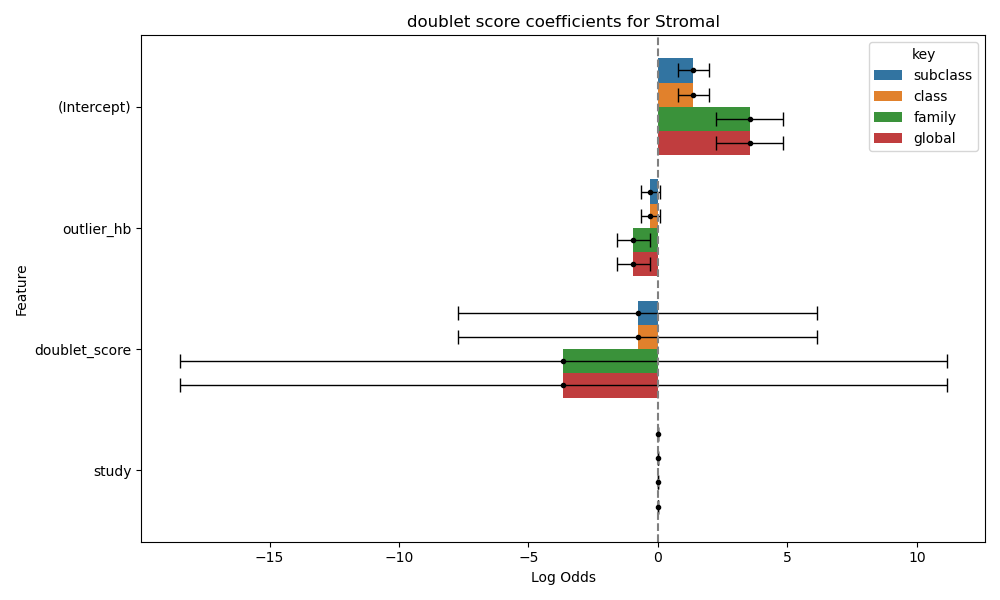 doublet score coefficients for Stromal
key
subclass
class
family
global
Feature
(Intercept)
outlier_hb
doublet_score
study
−15 −10 −5 0 5 10
Log Odds